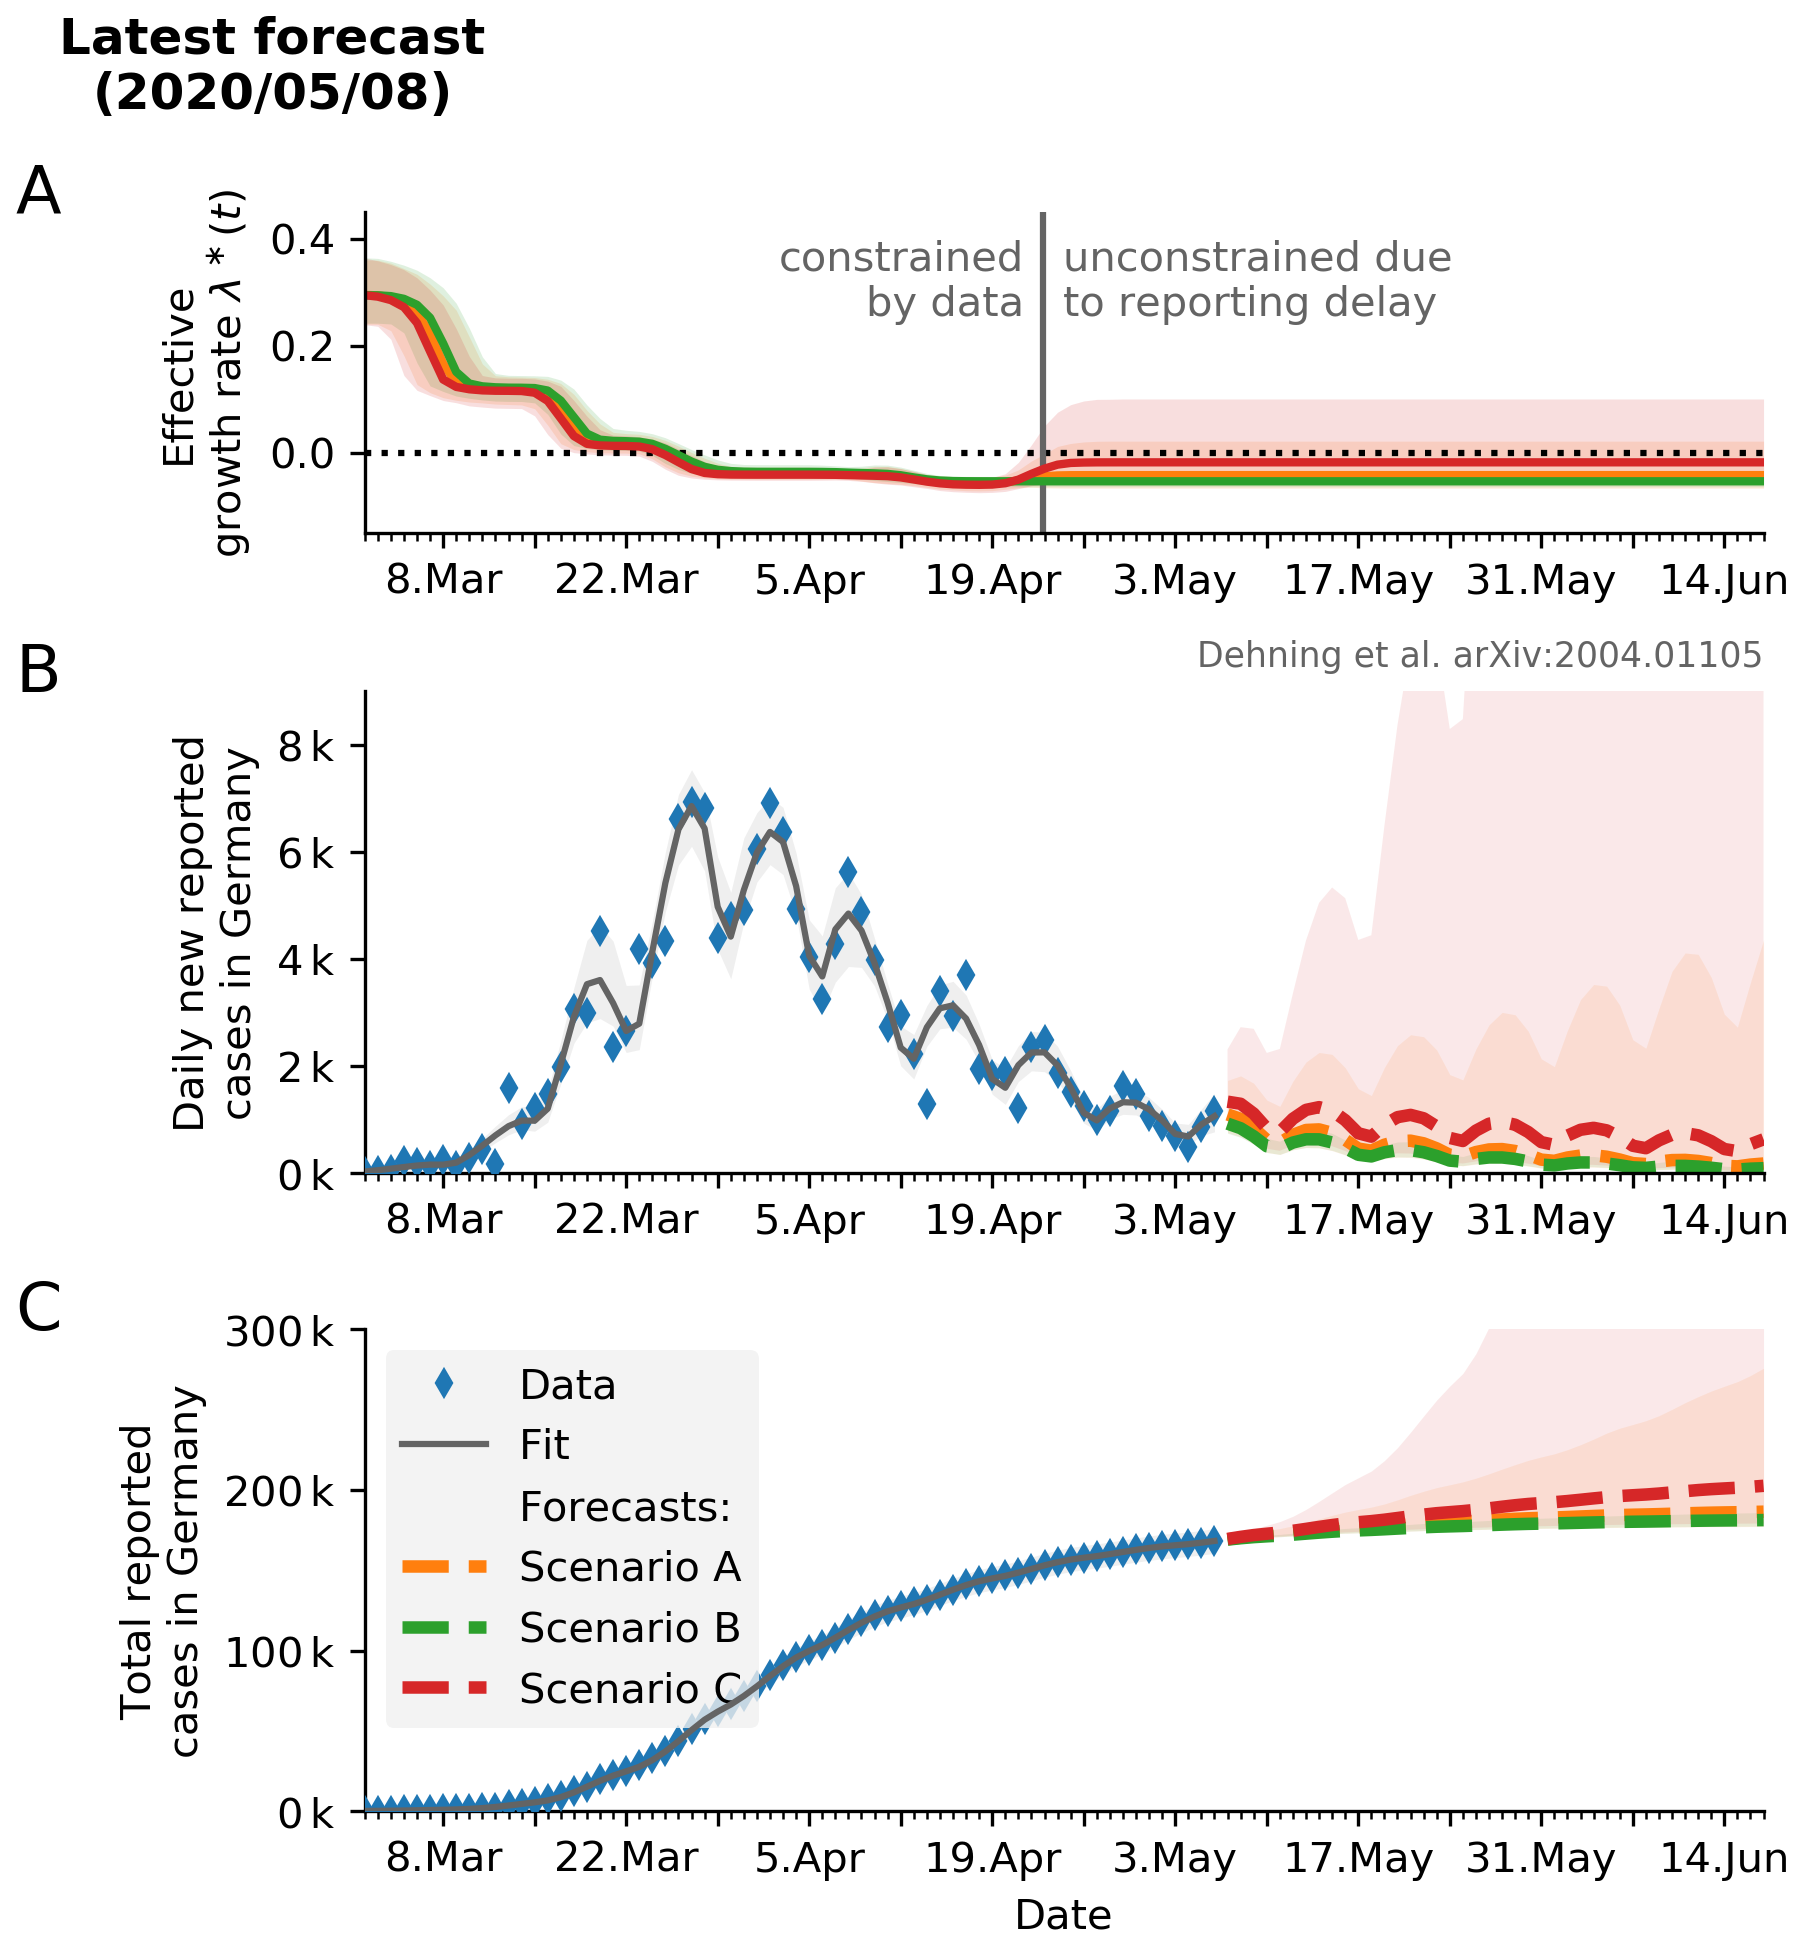 Latest forecast
(2020/05/08)
A
Effective
growth rate λ * (t)
0.4
0.2
0.0
constrained
by data
unconstrained due
to reporting delay
8.Mar 22.Mar 5.Apr 19.Apr 3.May 17.May 31.May 14.Jun
B
Dehning et al. arXiv:2004.01105
Daily new reported
cases in Germany
8 k
6 k
4 k
2 k
0 k
8.Mar 22.Mar 5.Apr 19.Apr 3.May 17.May 31.May 14.Jun
C
Total reported
cases in Germany
300 k
200 k
100 k
0 k
Data
Fit
Forecasts:
Scenario A
Scenario B
Scenario C
8.Mar 22.Mar 5.Apr 19.Apr 3.May 17.May 31.May 14.Jun
Date